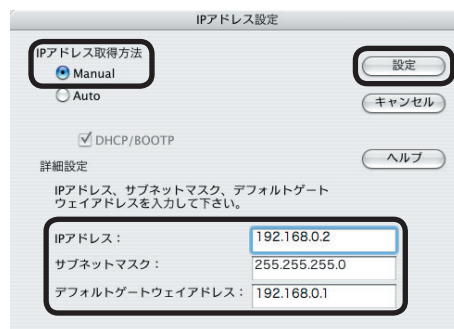 IPアドレス設定
IPアドレス取得方法
Manual
Auto
DHCP/BOOTP
設定
キャンセル
ヘルプ
詳細設定
IPアドレス、サブネットマスク、デフォルトゲート
ウェイアドレスを入力して下さい。
IPアドレス： 192.168.0.2
サブネットマスク： 255.255.255.0
デフォルトゲートウェイアドレス： 192.168.0.1